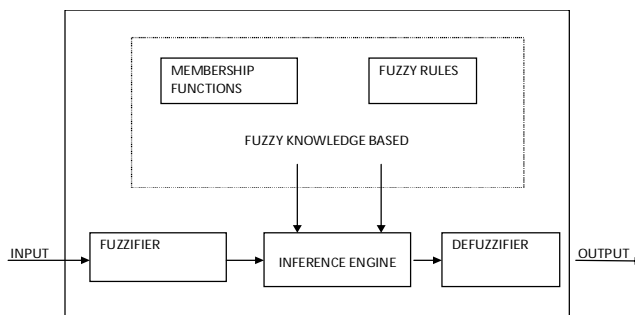 MEMBERSHIP
FUNCTIONS
FUZZY RULES
FUZZY KNOWLEDGE BASED
INPUT
FUZZIFIER
INFERENCE ENGINE
DEFUZZIFIER
OUTPUT